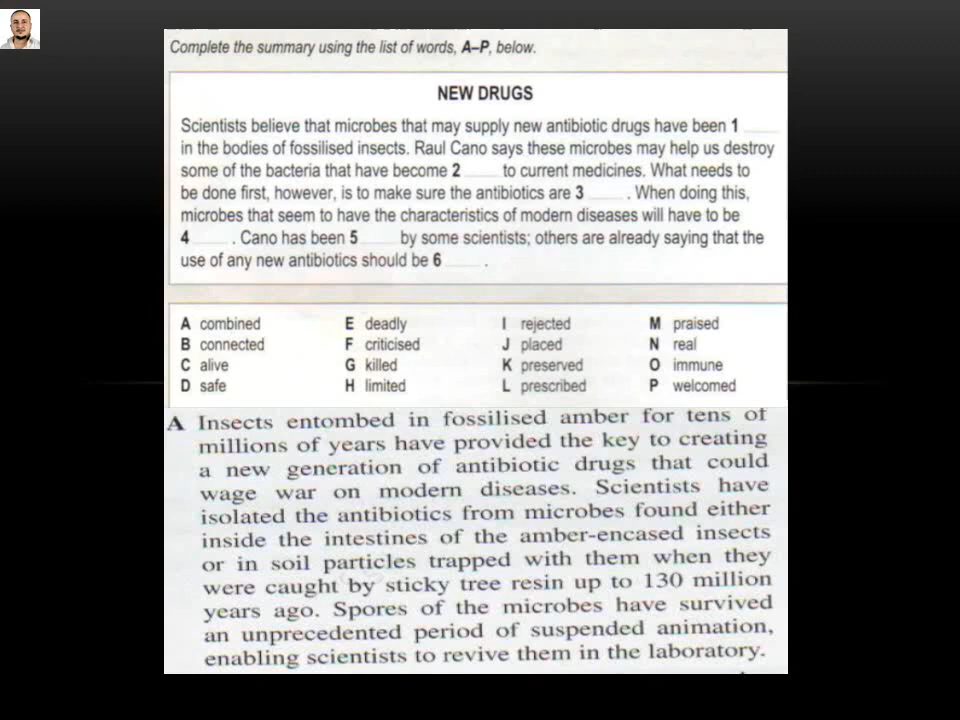 Complete the summary using the list of words, A–P, below.
NEW DRUGS
Scientists believe that microbes that may supply new antibiotic drugs have been 1 ____
in the bodies of fossilised insects. Raul Cano says these microbes may help us destroy
some of the bacteria that have become 2 ____ to current medicines. What needs to
be done first, however, is to make sure the antibiotics are 3 ____ . When doing this,
microbes that seem to have the characteristics of modern diseases will have to be
4 ____ . Cano has been 5 ____ by some scientists; others are already saying that the
use of any new antibiotics should be 6 ____ .
A combined E deadly I rejected M praised
B connected F criticised J placed N real
C alive G killed K preserved O immune
D safe H limited L prescribed P welcomed
A Insects entombed in fossilised amber for tens of
millions of years have provided the key to creating
a new generation of antibiotic drugs that could
wage war on modern diseases. Scientists have
isolated the antibiotics from microbes found either
inside the intestines of the amber-encased insects
or in soil particles trapped with them when they
were caught by sticky tree resin up to 130 million
years ago. Spores of the microbes have survived
an unprecedented period of suspended animation,
enabling scientists to revive them in the laboratory.